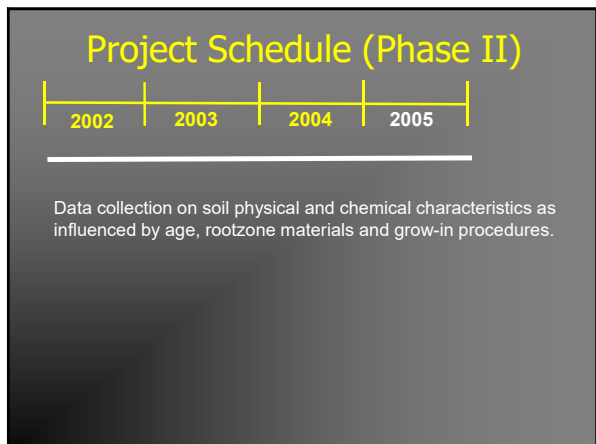 Project Schedule (Phase II)
2002 2003 2004 2005
Data collection on soil physical and chemical characteristics as
influenced by age, rootzone materials and grow-in procedures.